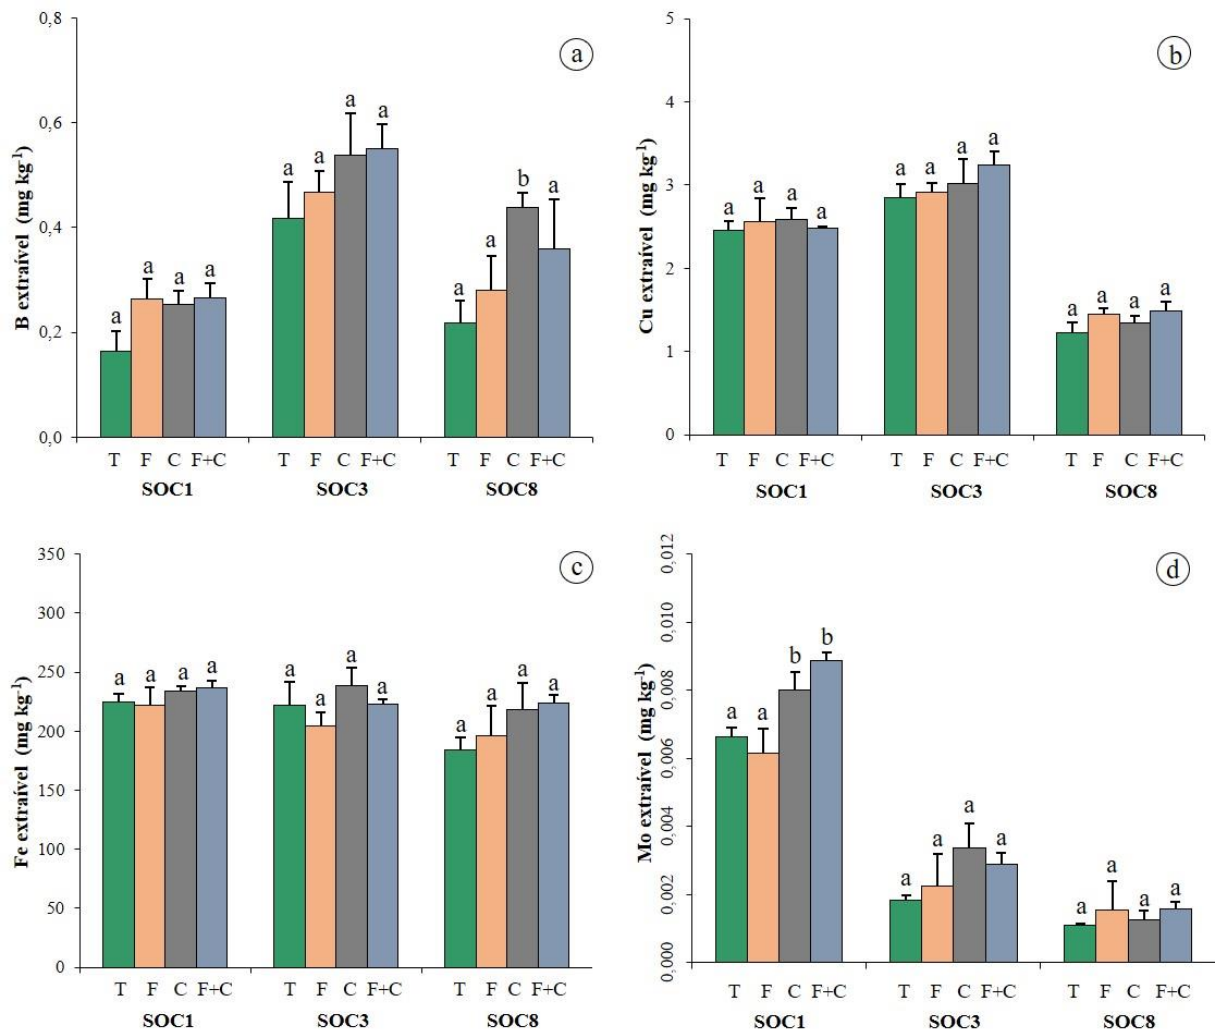 a
B extraível (mg kg⁻¹)
0,8
0,6
0,4
0,2
0,0
a a a a
a a a a
a a b a
T F C F+C T F C F+C T F C F+C
SOC1 SOC3 SOC8
b
Cu extraível (mg kg⁻¹)
5
4
3
2
1
0
a a a a
a a a a
a a a a
T F C F+C T F C F+C T F C F+C
SOC1 SOC3 SOC8
c
Fe extraível (mg kg⁻¹)
350
300
250
200
150
100
50
0
a a a a
a a a a
a a a a
T F C F+C T F C F+C T F C F+C
SOC1 SOC3 SOC8
d
Mo extraível (mg kg⁻¹)
0,012
0,010
0,008
0,006
0,004
0,002
0,000
a a b b
a a a a
a a a a
T F C F+C T F C F+C T F C F+C
SOC1 SOC3 SOC8